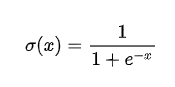 σ(x) = 1 / (1 + e^{-x})